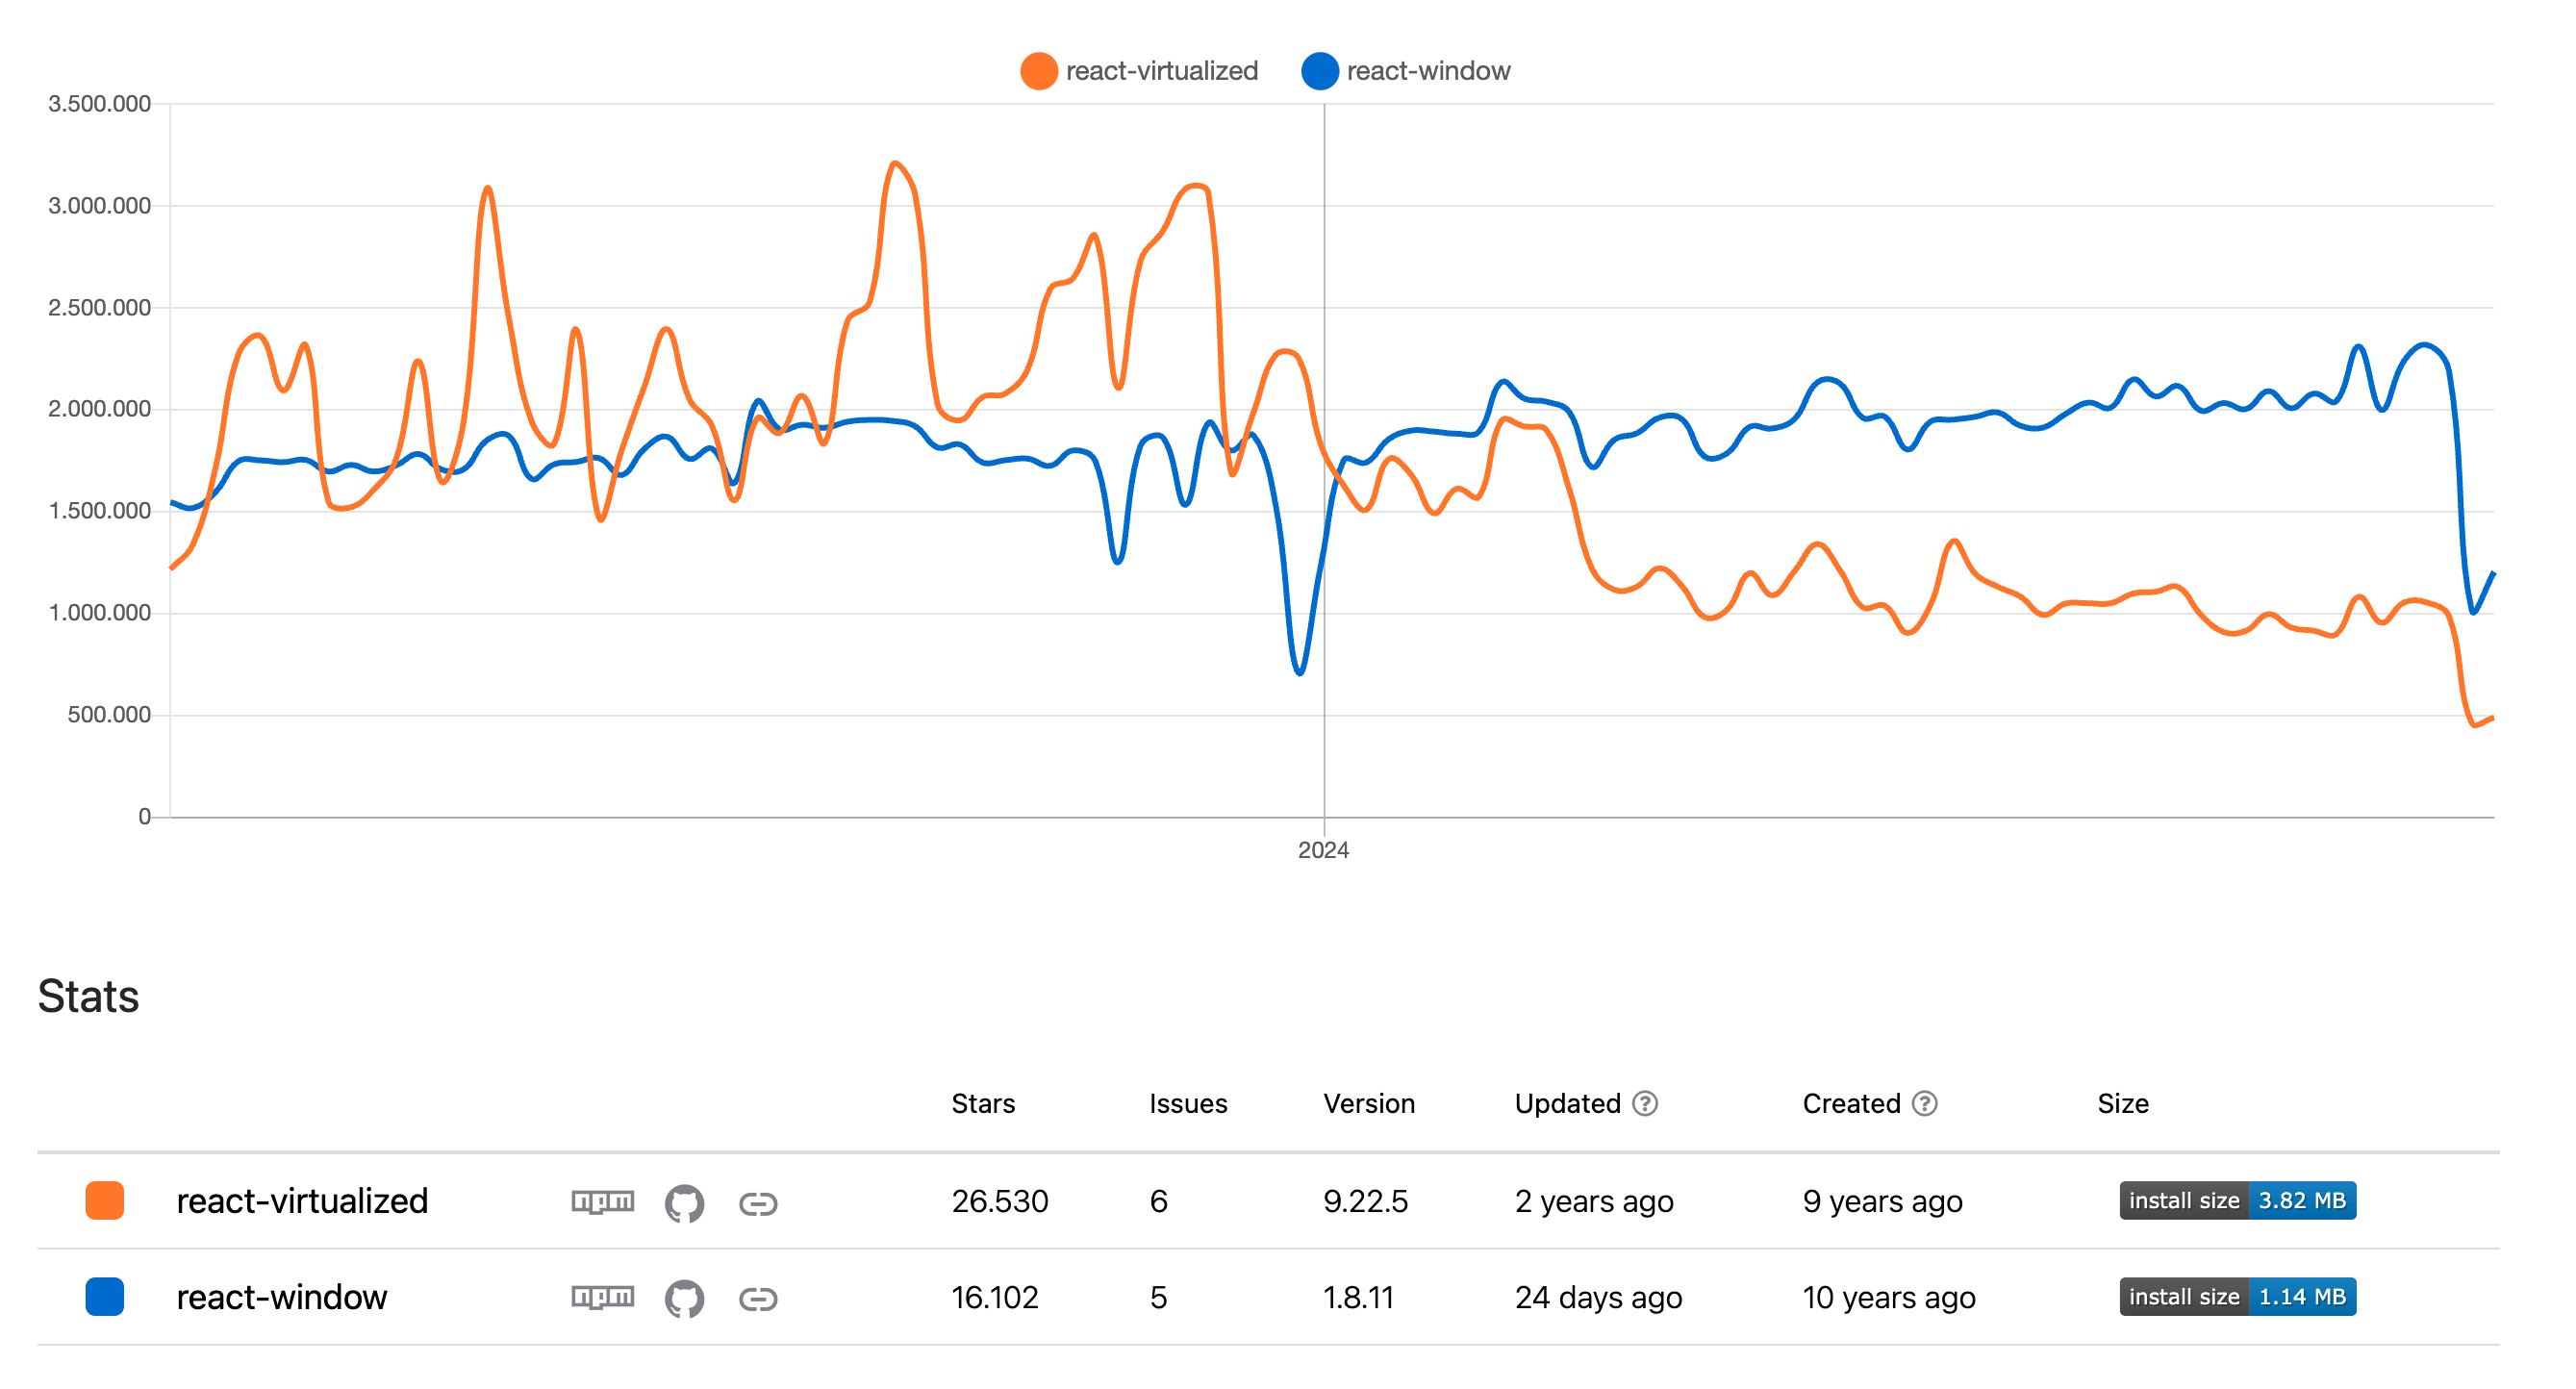 react-virtualized react-window
3.500.000
3.000.000
2.500.000
2.000.000
1.500.000
1.000.000
500.000
0
2024
Stats
Stars Issues Version Updated ? Created ? Size
react-virtualized npm 26.530 6 9.22.5 2 years ago 9 years ago install size 3.82 MB
react-window npm 16.102 5 1.8.11 24 days ago 10 years ago install size 1.14 MB